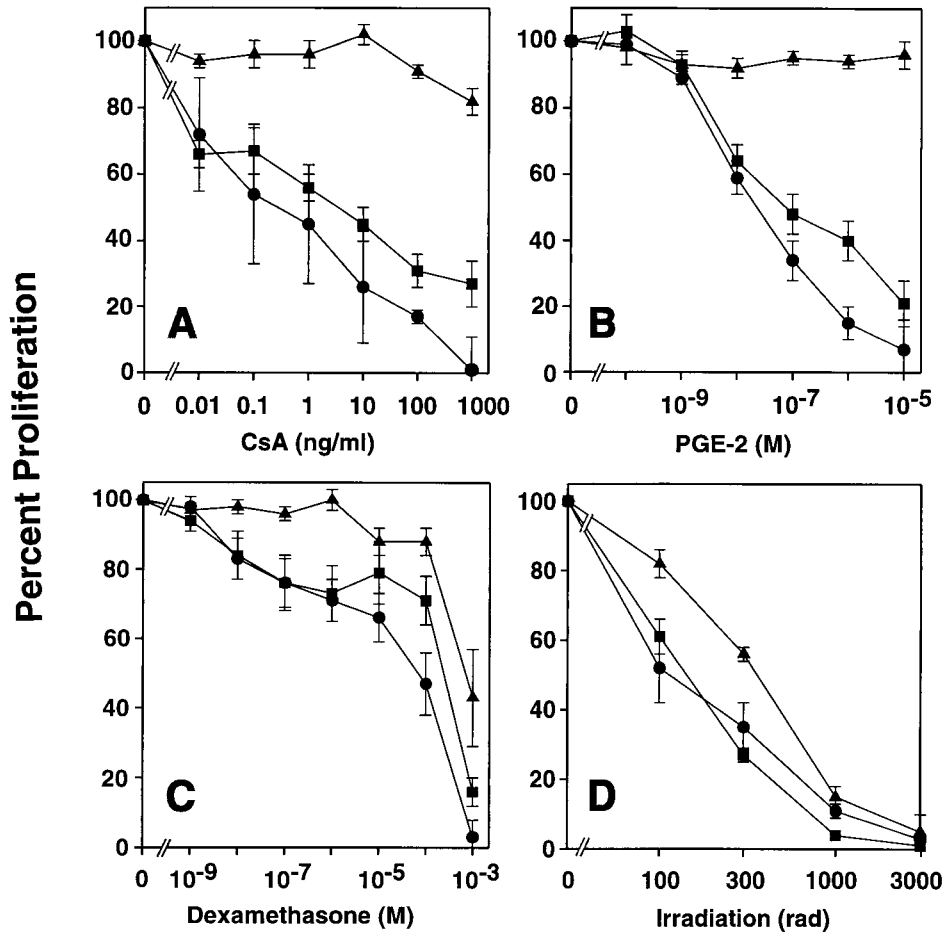 Percent Proliferation
100
80
60
40
20
0
A
0 0.01 0.1 1 10 100 1000
CsA (ng/ml)
100
80
60
40
20
0
B
0 10-9 10-7 10-5
PGE-2 (M)
100
80
60
40
20
0
C
0 10-9 10-7 10-5 10-3
Dexamethasone (M)
100
80
60
40
20
0
D
0 100 300 1000 3000
Irradiation (rad)